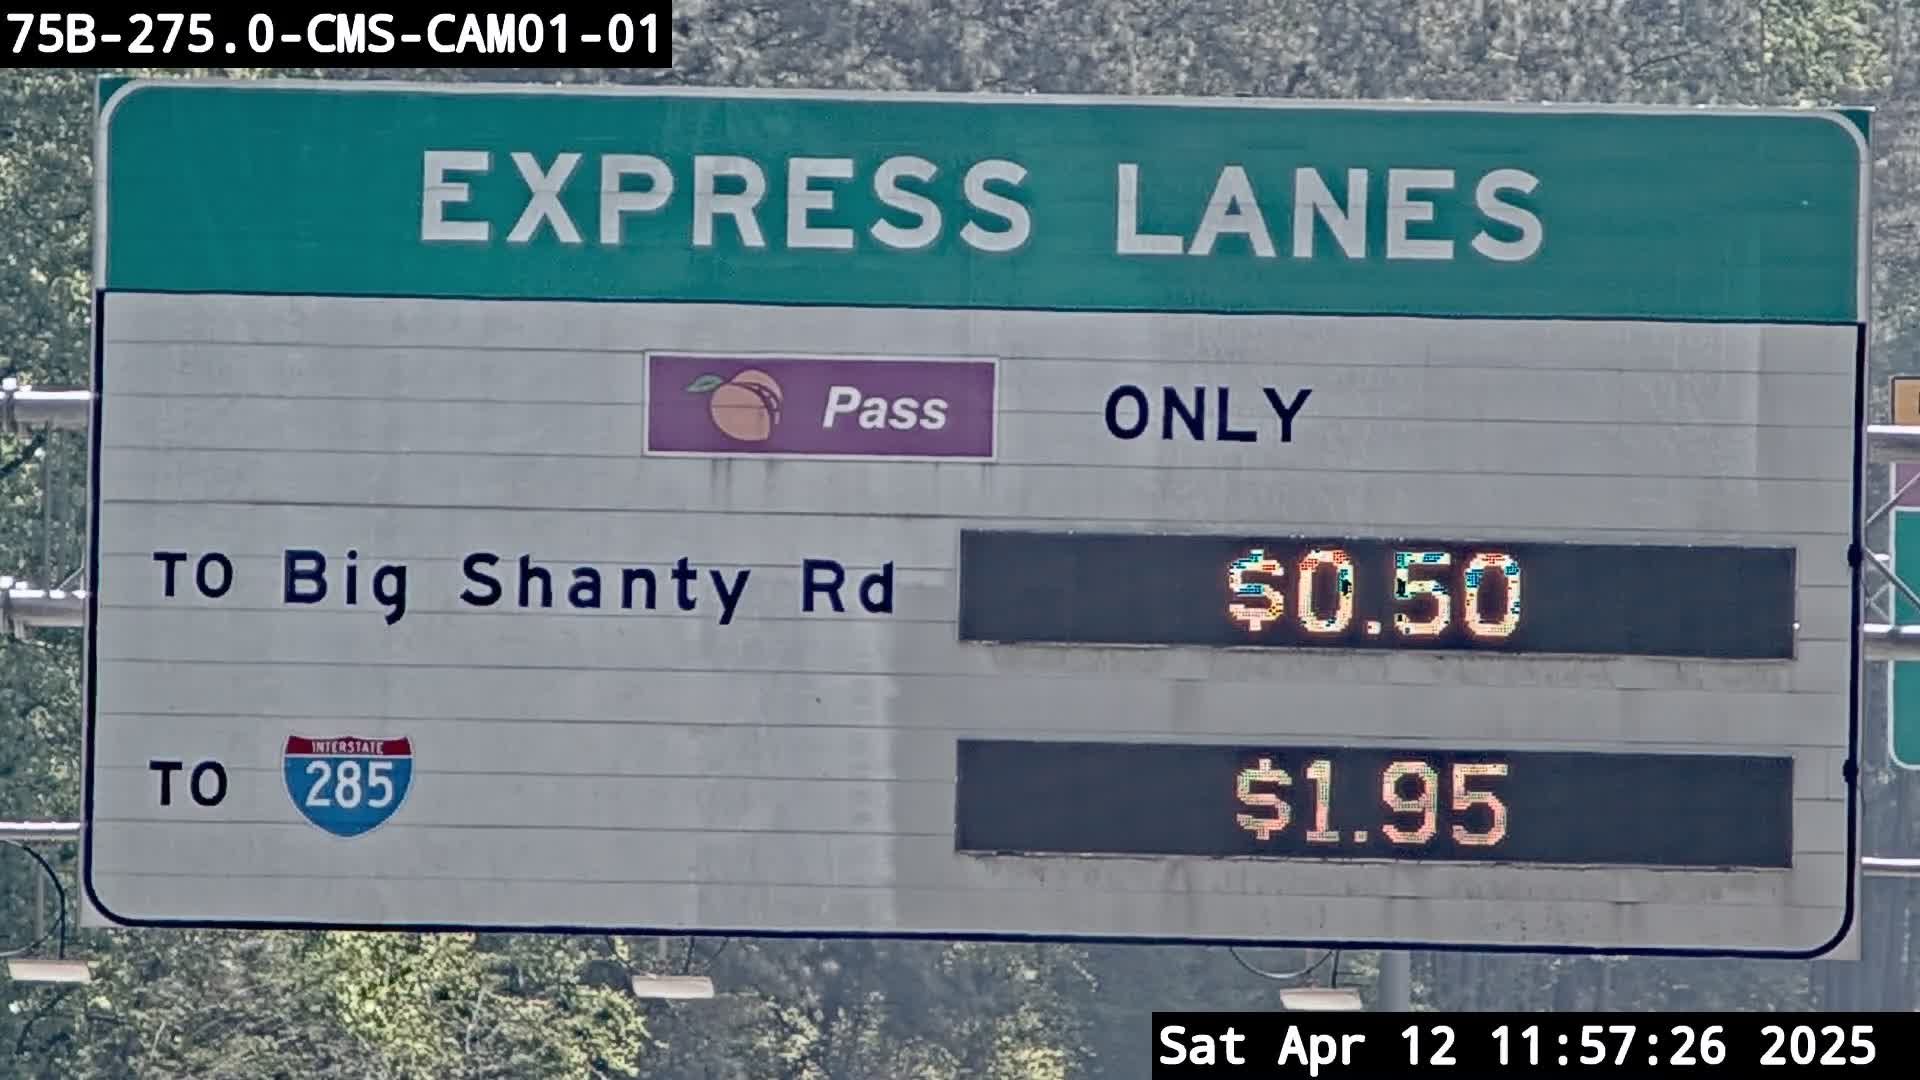 75B-275.0-CMS-CAM01-01
EXPRESS LANES
Pass ONLY
TO Big Shanty Rd $0.50
INTERSTATE
TO 285 $1.95
Sat Apr 12 11:57:26 2025